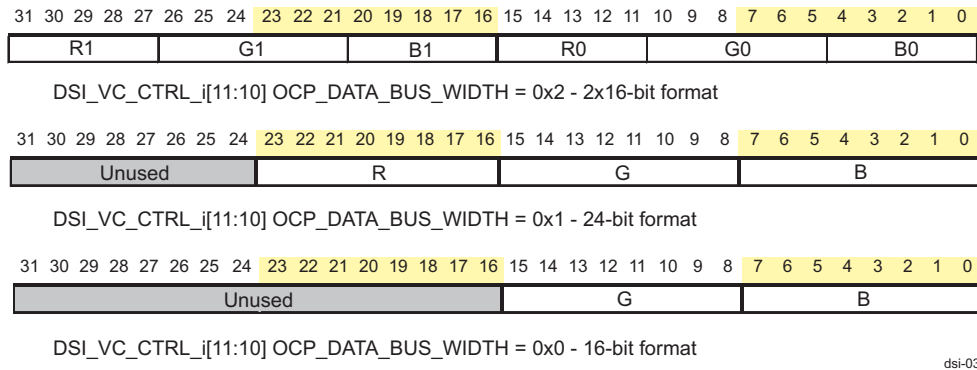 31 30 29 28 27 26 25 24 23 22 21 20 19 18 17 16 15 14 13 12 11 10 9 8 7 6 5 4 3 2 1 0
R1 G1 B1 R0 G0 B0
DSI_VC_CTRL_i[11:10] OCP_DATA_BUS_WIDTH = 0x2 - 2x16-bit format
31 30 29 28 27 26 25 24 23 22 21 20 19 18 17 16 15 14 13 12 11 10 9 8 7 6 5 4 3 2 1 0
Unused R G B
DSI_VC_CTRL_i[11:10] OCP_DATA_BUS_WIDTH = 0x1 - 24-bit format
31 30 29 28 27 26 25 24 23 22 21 20 19 18 17 16 15 14 13 12 11 10 9 8 7 6 5 4 3 2 1 0
Unused G B
DSI_VC_CTRL_i[11:10] OCP_DATA_BUS_WIDTH = 0x0 - 16-bit format
dsi-03